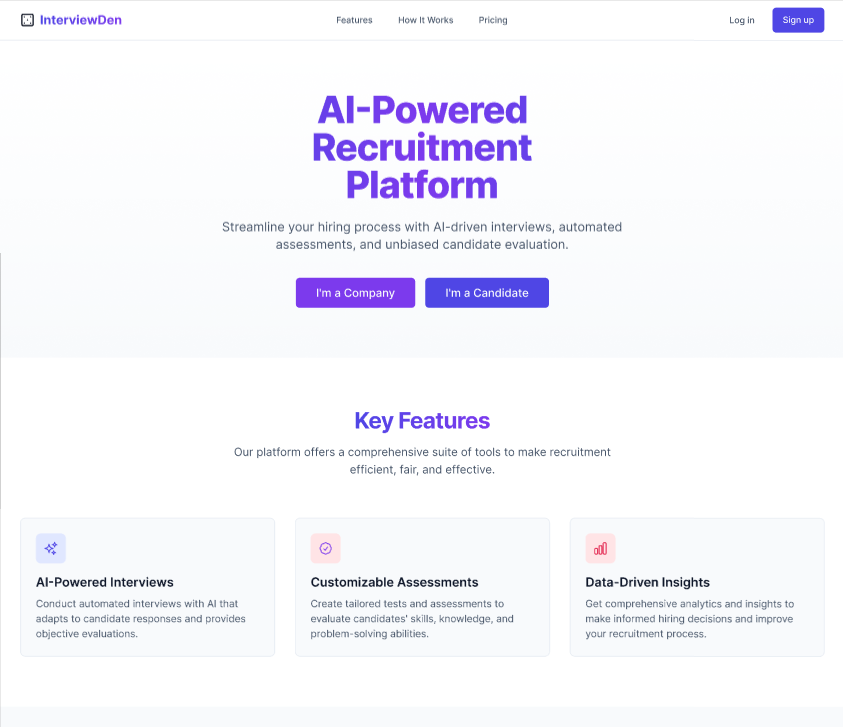 InterviewDen
Features How It Works Pricing
Log in Sign up
AI-Powered
Recruitment
Platform
Streamline your hiring process with AI-driven interviews, automated
assessments, and unbiased candidate evaluation.
I'm a Company
I'm a Candidate
Key Features
Our platform offers a comprehensive suite of tools to make recruitment
efficient, fair, and effective.
AI-Powered Interviews
Conduct automated interviews with AI that
adapts to candidate responses and provides
objective evaluations.
Customizable Assessments
Create tailored tests and assessments to
evaluate candidates' skills, knowledge, and
problem-solving abilities.
Data-Driven Insights
Get comprehensive analytics and insights to
make informed hiring decisions and improve
your recruitment process.